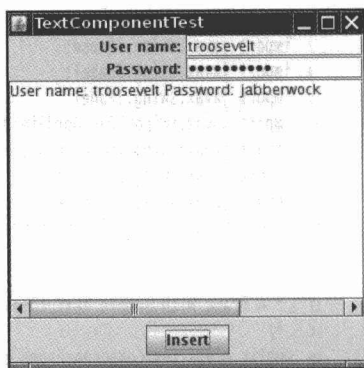 TextComponentTest
User name: troosevelt
Password: ••••••••••
User name: troosevelt Password: jabberwock
Insert